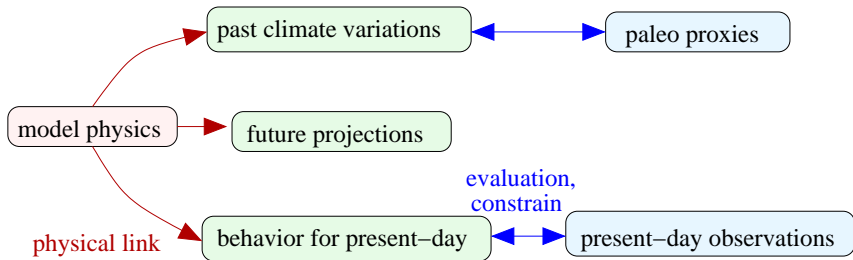 past climate variations
paleo proxies
model physics
future projections
evaluation,
constrain
physical link
behavior for present−day
present−day observations